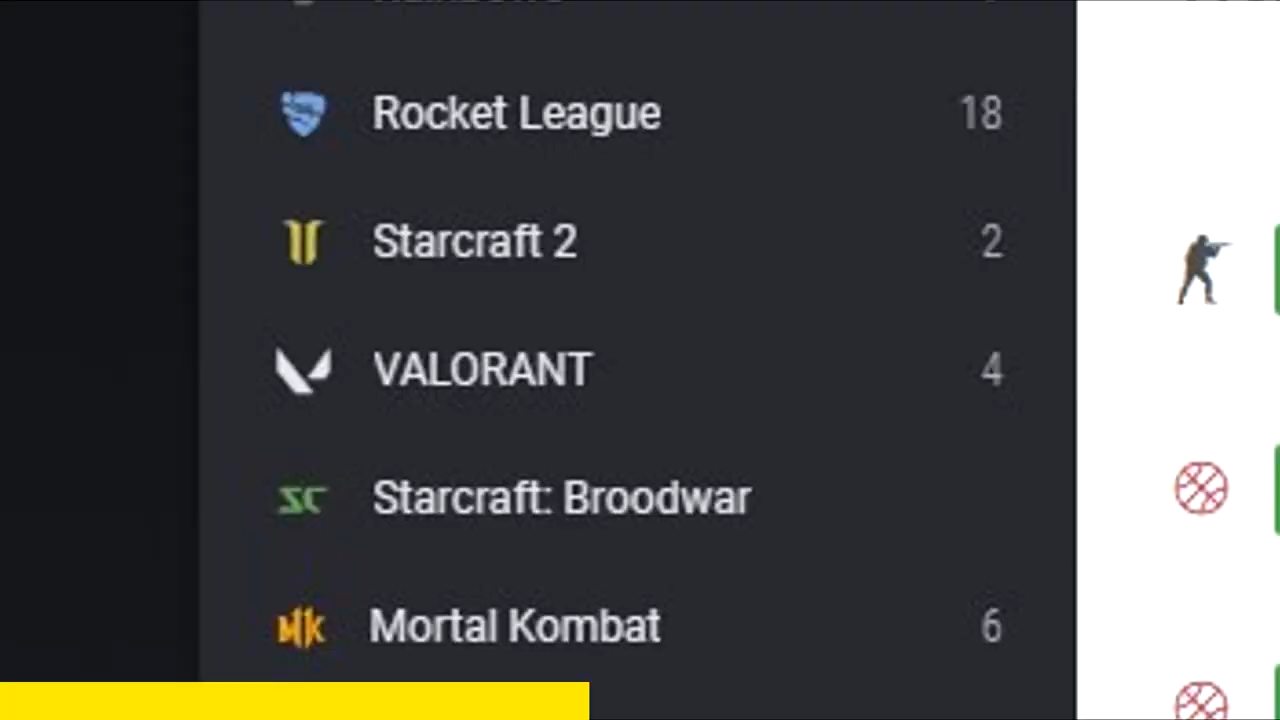 Rocket League 18
Starcraft 2 2
VALORANT 4
Starcraft: Broodwar
Mortal Kombat 6